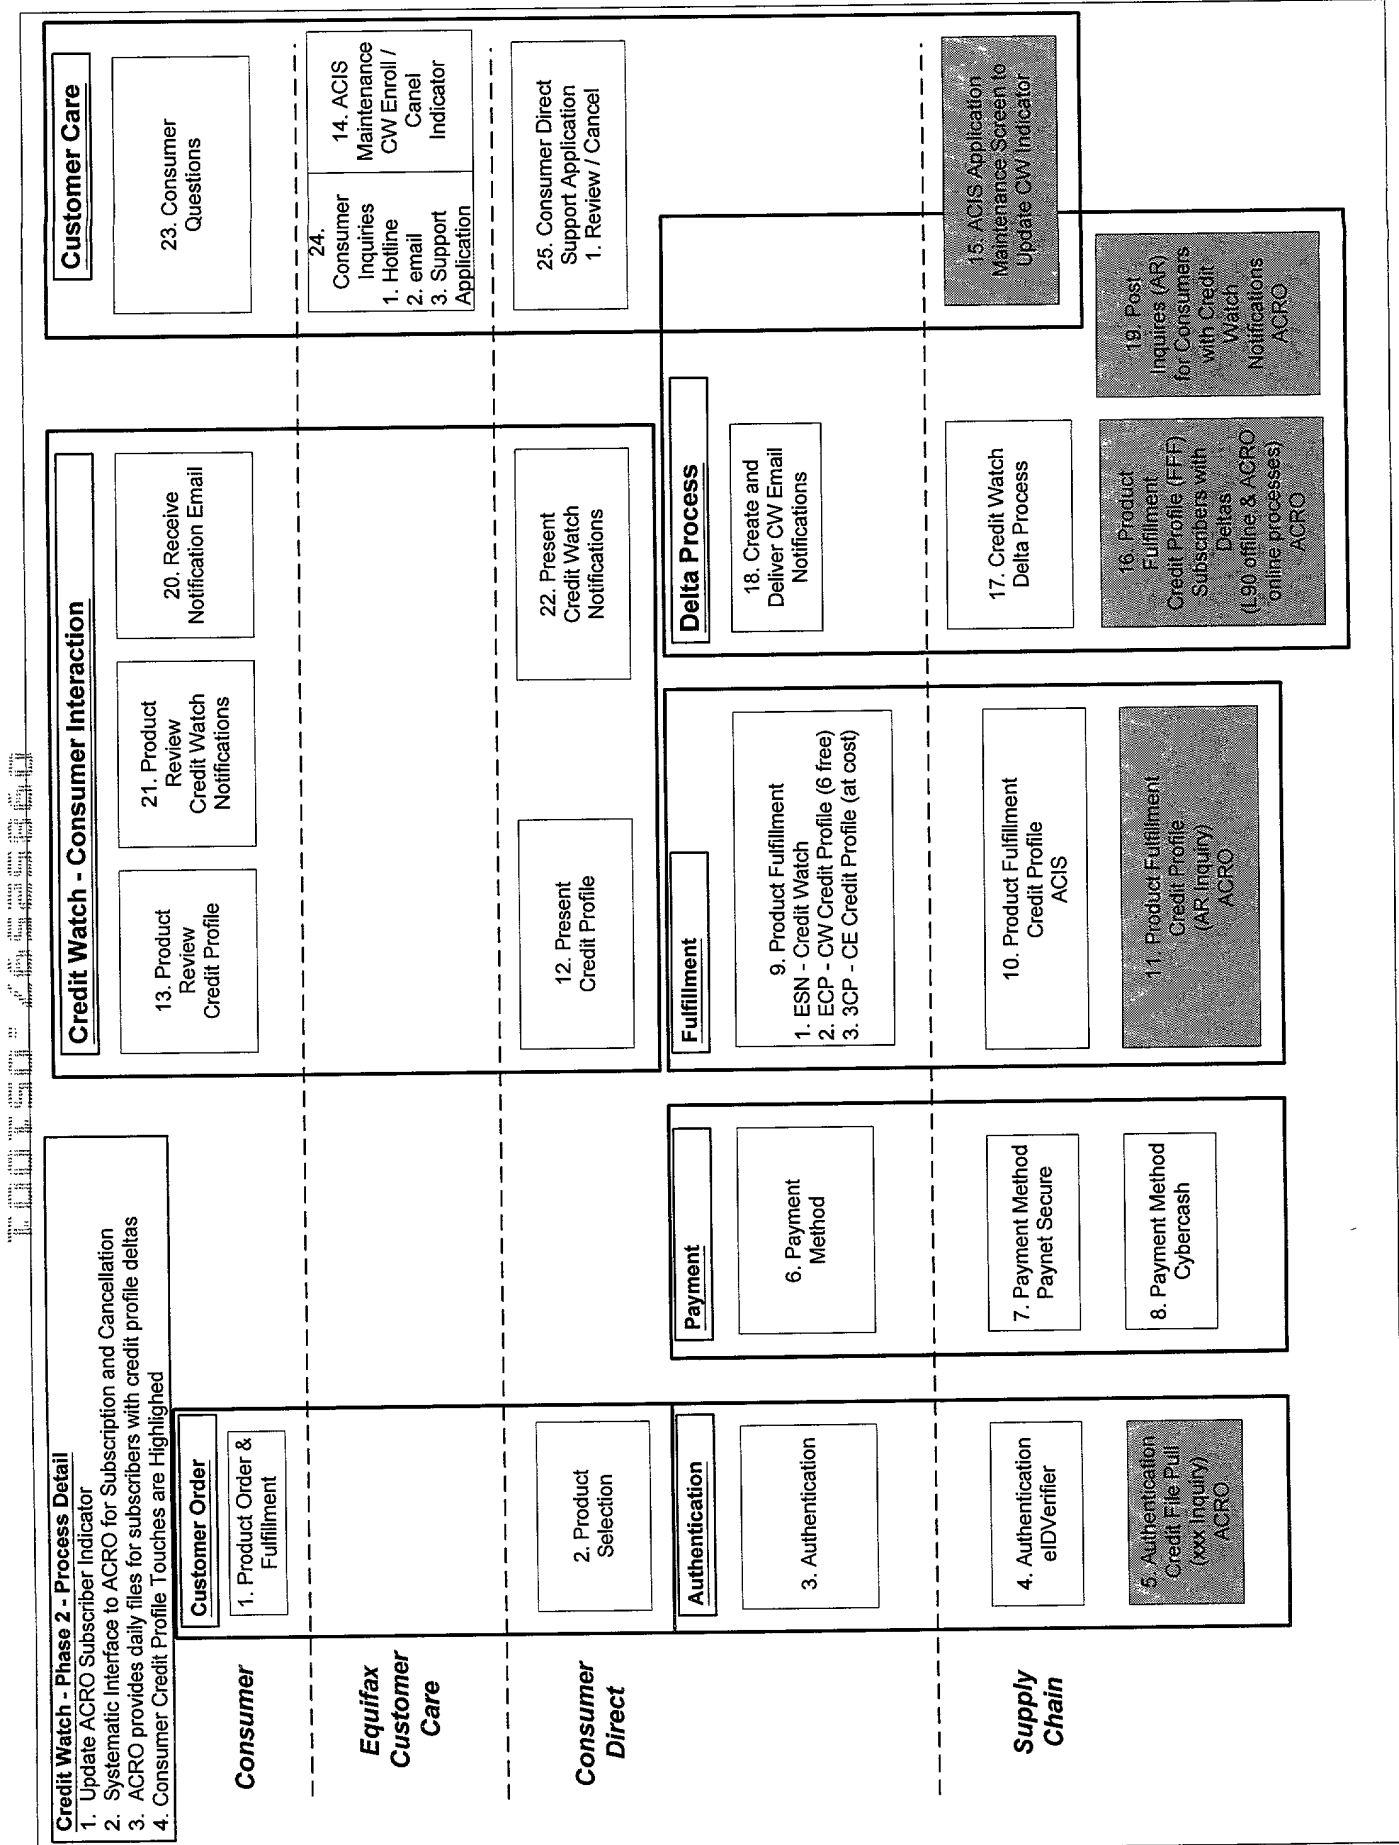 Credit Watch - Phase 2 - Process Detail
1. Update ACRO Subscriber Indicator
2. Systematic Interface to ACRO for Subscription and Cancellation
3. ACRO provides daily files for subscribers with credit profile deltas
4. Consumer Credit Profile Touches are Highlighed
Credit Watch - Consumer Interaction
Customer Care
Customer Order
Consumer
1. Product Order &
Fulfillment
13. Product
Review
Credit Profile
21. Product
Review
Credit Watch
Notifications
20. Receive
Notification Email
23. Consumer
Questions
Equifax
Customer
Care
24.
Consumer
Inquiries
1. Hotline
2. email
3. Support
Application
14. ACIS
Maintenance
CW Enroll /
Canel
Indicator
Consumer
Direct
2. Product
Selection
12. Present
Credit Profile
22. Present
Credit Watch
Notifications
25. Consumer Direct
Support Application
1. Review / Cancel
Authentication
Payment
Fulfillment
Delta Process
3. Authentication
6. Payment
Method
9. Product Fulfillment
1. ESN - Credit Watch
2. ECP - CW Credit Profile (6 free)
3. 3CP - CE Credit Profile (at cost)
18. Create and
Deliver CW Email
Notifications
Supply
Chain
4. Authentication
eIDVerifier
7. Payment Method
Paynet Secure
10. Product Fulfillment
Credit Profile
ACIS
17. Credit Watch
Delta Process
15. ACIS Application
Maintenance Screen to
Update CW Indicator
5. Authentication
Credit File Pull
(xxx Inquiry)
ACRO
8. Payment Method
Cybercash
11. Product Fulfillment
Credit Profile
(AR Inquiry)
ACRO
16. Product
Fulfillment
Credit Profile (FFF)
Subscribers with
Deltas
(L90 offline & ACRO
online processes)
ACRO
19. Post
Inquires (AR)
for Consumers
with Credit
Watch
Notifications
ACRO